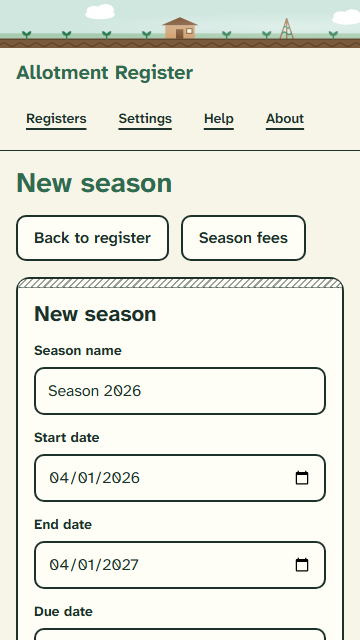 Allotment Register
Registers Settings Help About
New season
Back to register Season fees
New season
Season name
Season 2026
Start date
04/01/2026
End date
04/01/2027
Due date